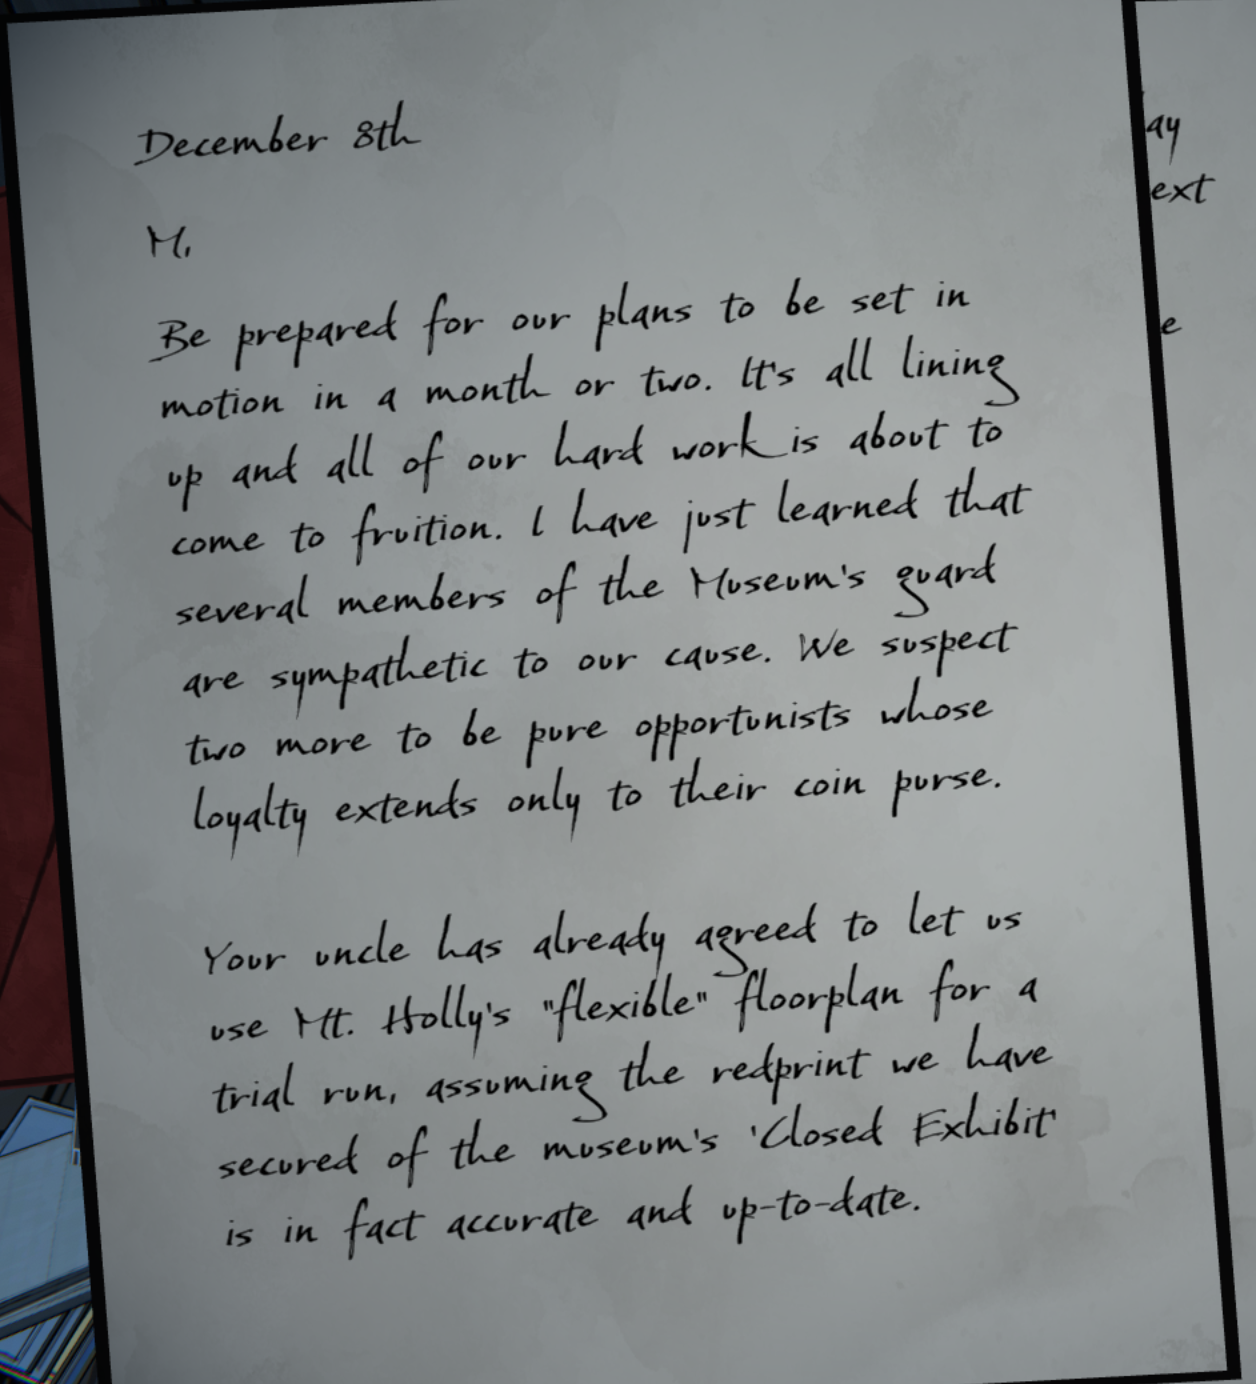 December 8th
M,
Be prepared for our plans to be set in
motion in a month or two. It's all lining
up and all of our hard work is about to
come to fruition. I have just learned that
several members of the Museum's guard
are sympathetic to our cause. We suspect
two more to be pure opportunists whose
loyalty extends only to their coin purse.
Your uncle has already agreed to let us
use Mt. Holly's "flexible" floorplan for a
trial run, assuming the redprint we have
secured of the museum's 'Closed Exhibit'
is in fact accurate and up-to-date.
ay
ext
e